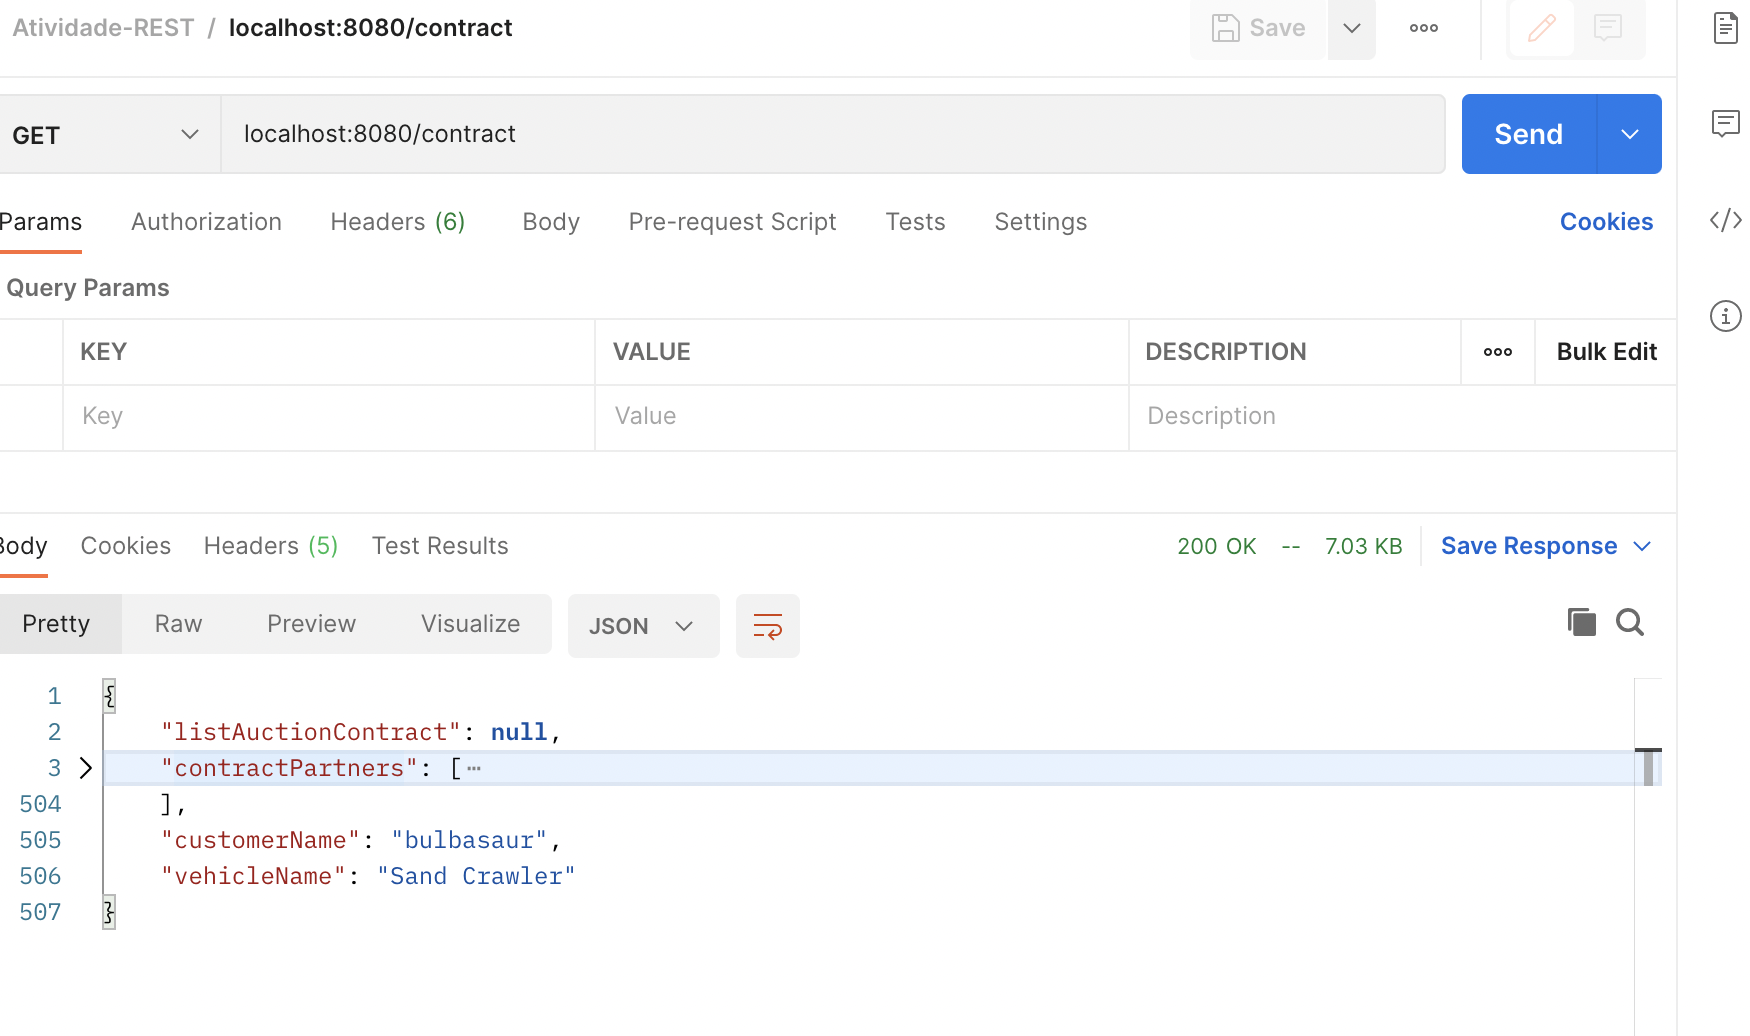 Atividade-REST / localhost:8080/contract Save
GET localhost:8080/contract Send
Params Authorization Headers (6) Body Pre-request Script Tests Settings Cookies
Query Params
KEY VALUE DESCRIPTION Bulk Edit
Key Value Description
Body Cookies Headers (5) Test Results 200 OK -- 7.03 KB Save Response
Pretty Raw Preview Visualize JSON
1 {
2 "listAuctionContract": null,
3 "contractPartners": [⋯
504 ],
505 "customerName": "bulbasaur",
506 "vehicleName": "Sand Crawler"
507 }